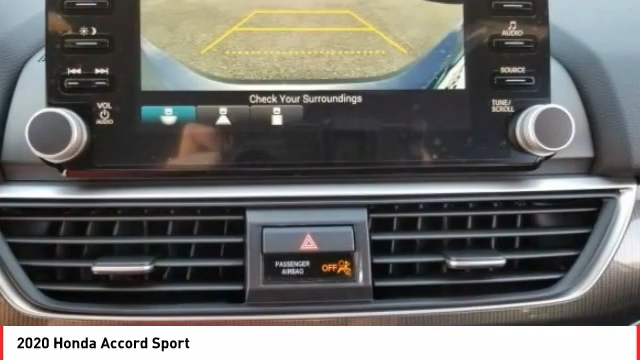 AUDIO
SOURCE
Check Your Surroundings
VOL
AUDIO
TUNE/
SCROLL
PASSENGER
AIRBAG
OFF
2020 Honda Accord Sport